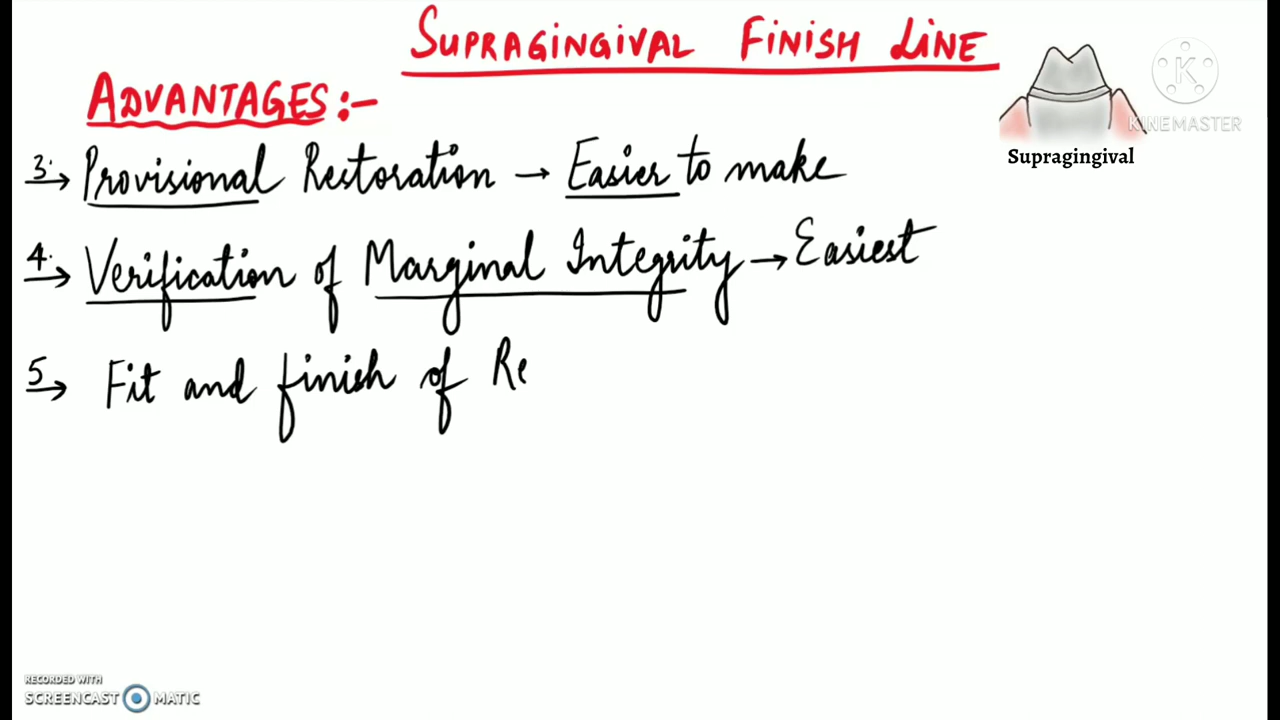 SUPRAGINGIVAL FINISH LINE
ADVANTAGES:-
3. → Provisional Restoration → Easier to make
4. → Verification of Marginal Integrity → Easiest
5 → Fit and finish of Re
K
KINEMASTER
Supragingival
RECORDED WITH
SCREENCAST MATIC